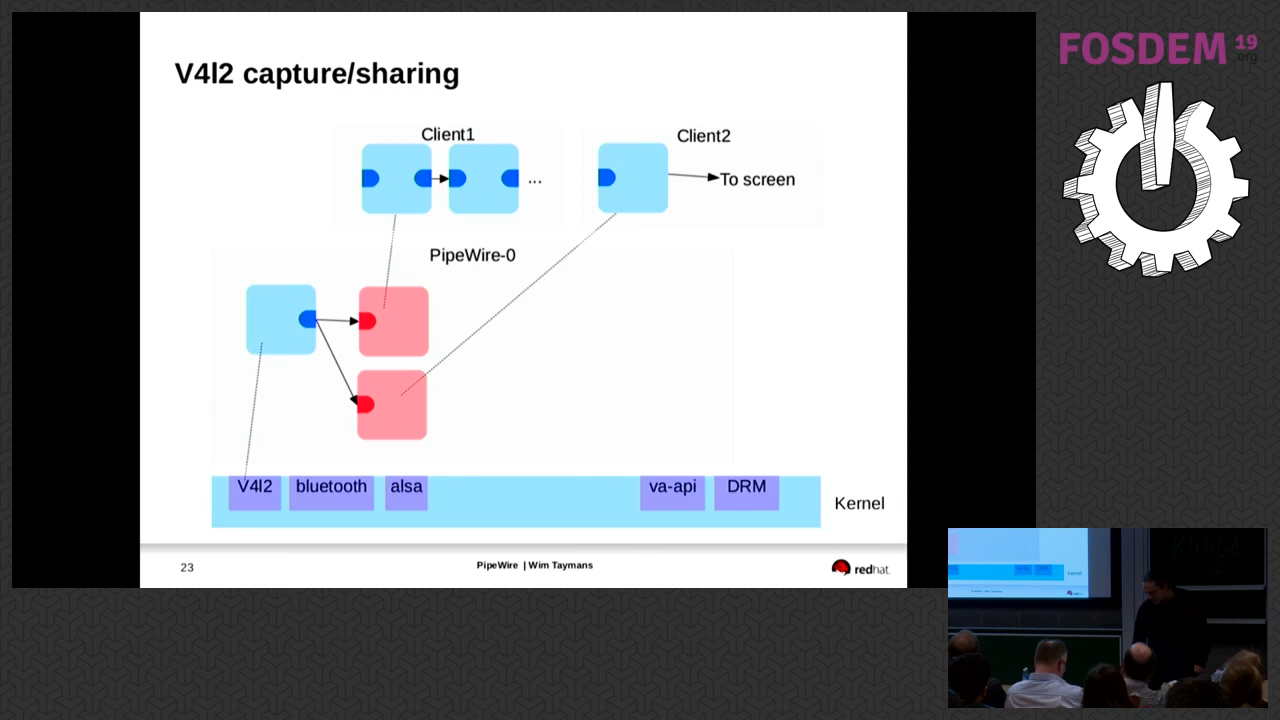 V4l2 capture/sharing
Client1
Client2
...
To screen
PipeWire-0
V4l2
bluetooth
alsa
va-api
DRM
Kernel
23
PipeWire | Wim Taymans
redhat.
FOSDEM 19
.org
Kernel